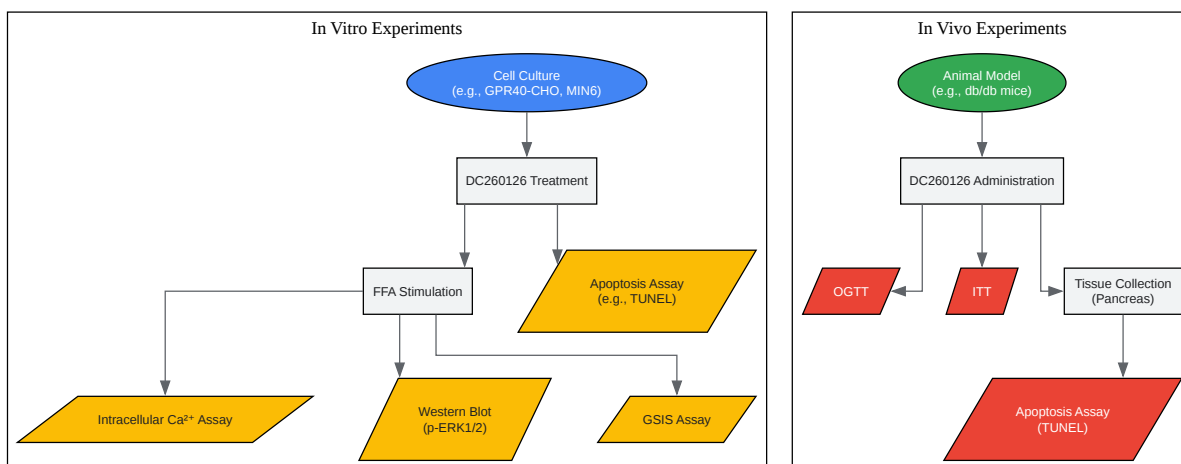 In Vitro Experiments
Cell Culture
(e.g., GPR40-CHO, MIN6)
DC260126 Treatment
FFA Stimulation
Apoptosis Assay
(e.g., TUNEL)
Intracellular Ca²⁺ Assay
Western Blot
(p-ERK1/2)
GSIS Assay
In Vivo Experiments
Animal Model
(e.g., db/db mice)
DC260126 Administration
OGTT
ITT
Tissue Collection
(Pancreas)
Apoptosis Assay
(TUNEL)